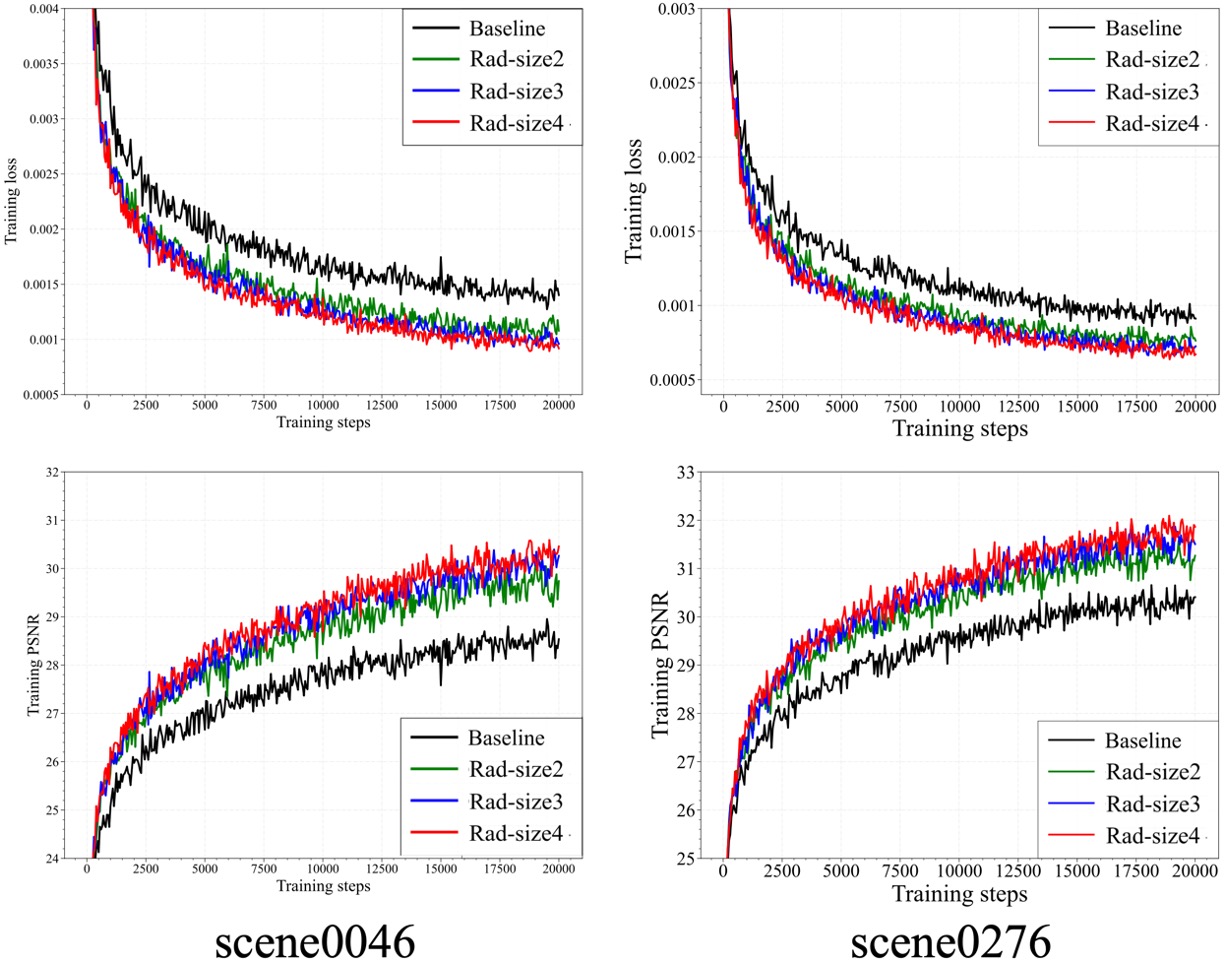 0.004
0.0035
0.003
0.0025
0.002
0.0015
0.001
0.0005
Training loss
0 2500 5000 7500 10000 12500 15000 17500 20000
Training steps
Baseline
Rad-size2
Rad-size3
Rad-size4
0.003
0.0025
0.002
0.0015
0.001
0.0005
Training loss
0 2500 5000 7500 10000 12500 15000 17500 20000
Training steps
Baseline
Rad-size2
Rad-size3
Rad-size4
32
31
30
29
28
27
26
25
24
Training PSNR
0 2500 5000 7500 10000 12500 15000 17500 20000
Training steps
Baseline
Rad-size2
Rad-size3
Rad-size4
33
32
31
30
29
28
27
26
25
Training PSNR
0 2500 5000 7500 10000 12500 15000 17500 20000
Training steps
Baseline
Rad-size2
Rad-size3
Rad-size4
scene0046
scene0276